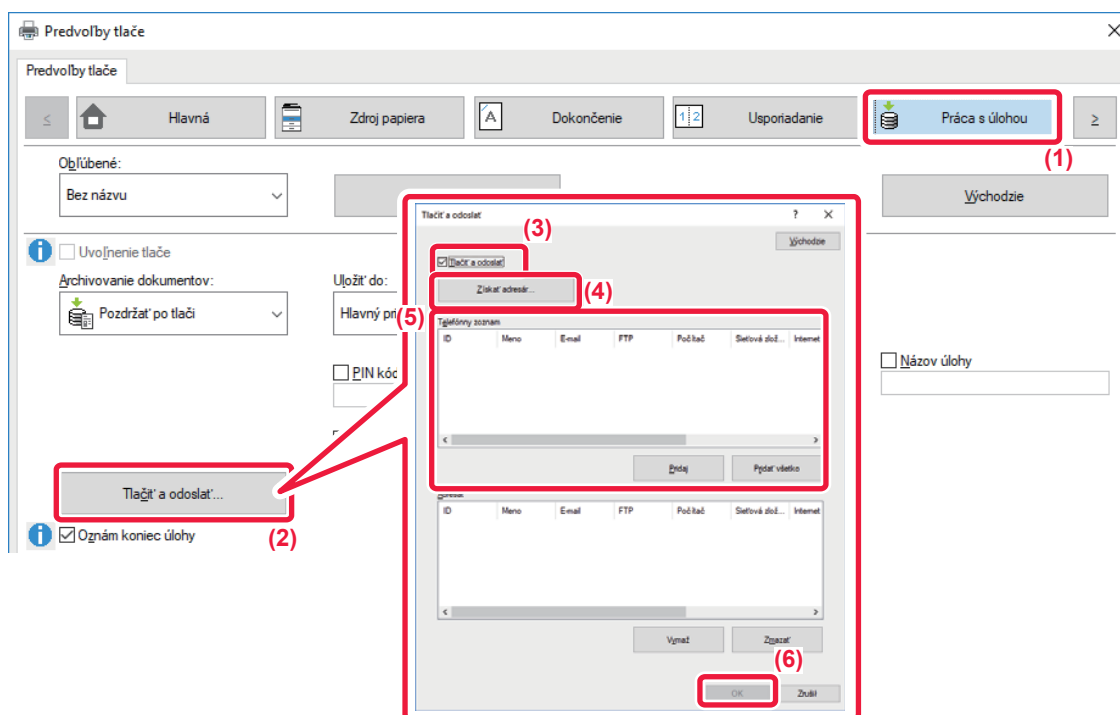 Predvoľby tlače
Predvoľby tlače
<
Hlavná
Zdroj papiera
A
Dokončenie
1 2
Usporiadanie
Práca s úlohou
>
(1)
Obľúbené:
Bez názvu
Východzie
Uvoľnenie tlače
Archivovanie dokumentov:
Pozdržať po tlači
Uložiť do:
Hlavný pri
PIN kód
Názov úlohy
Tlačiť a odoslať...
(2)
Oznám koniec úlohy
Tlačiť a odoslať
?
Východzie
(3)
Tlačiť a odoslať
Získať adresár...
(4)
(5)
Telefónny zoznam
ID Meno E-mail FTP Počítač Sieťová zlož... Internet
Pridaj
Pridať všetko
ID Meno E-mail FTP Počítač Sieťová zlož... Internet
Vymaž
Zmazať
(6)
OK
Zrušiť